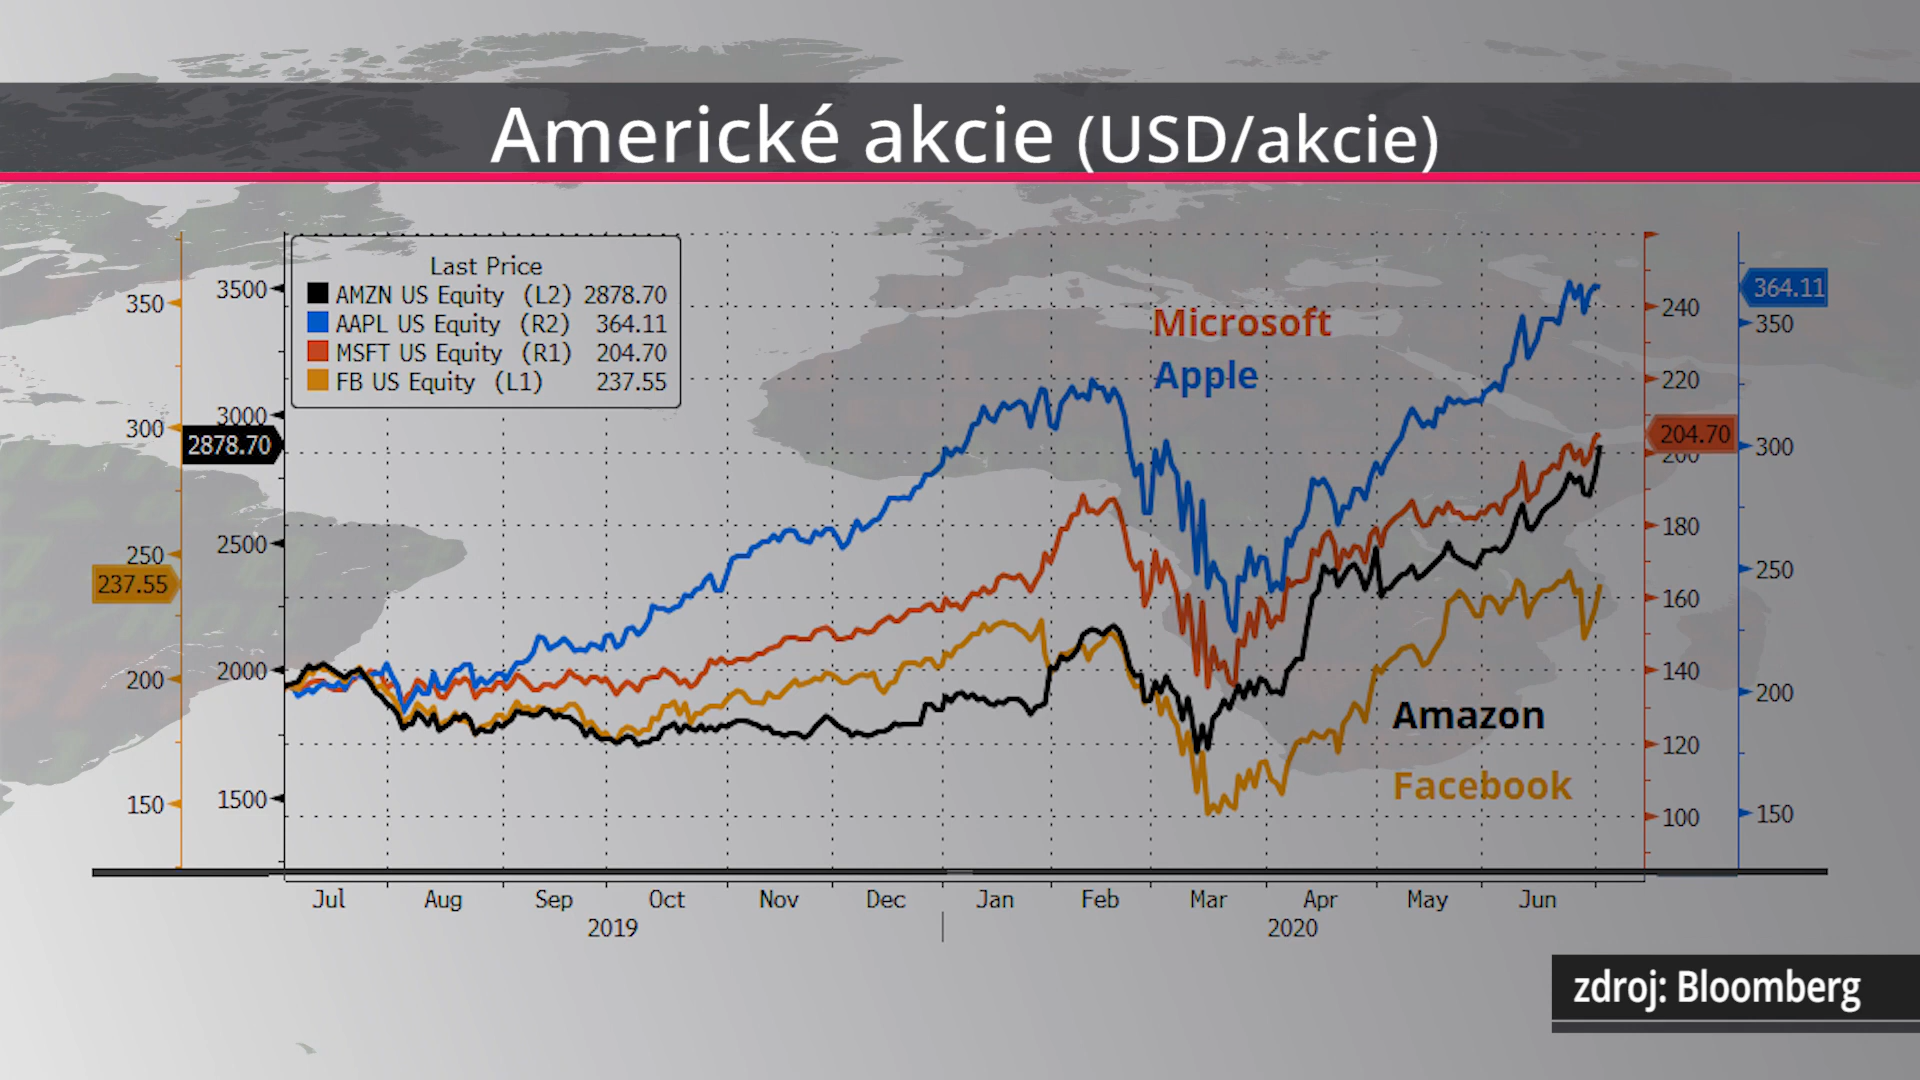 Americké akcie (USD/akcie)
Last Price
AMZN US Equity (L2) 2878.70
AAPL US Equity (R2) 364.11
MSFT US Equity (R1) 204.70
FB US Equity (L1) 237.55
350
300
250
237.55
200
150
3500
3000
2878.70
2500
2000
1500
Microsoft
Apple
Amazon
Facebook
240
220
204.70
200
180
160
140
120
100
364.11
350
300
250
200
150
Jul Aug Sep Oct Nov Dec Jan Feb Mar Apr May Jun
2019 2020
zdroj: Bloomberg